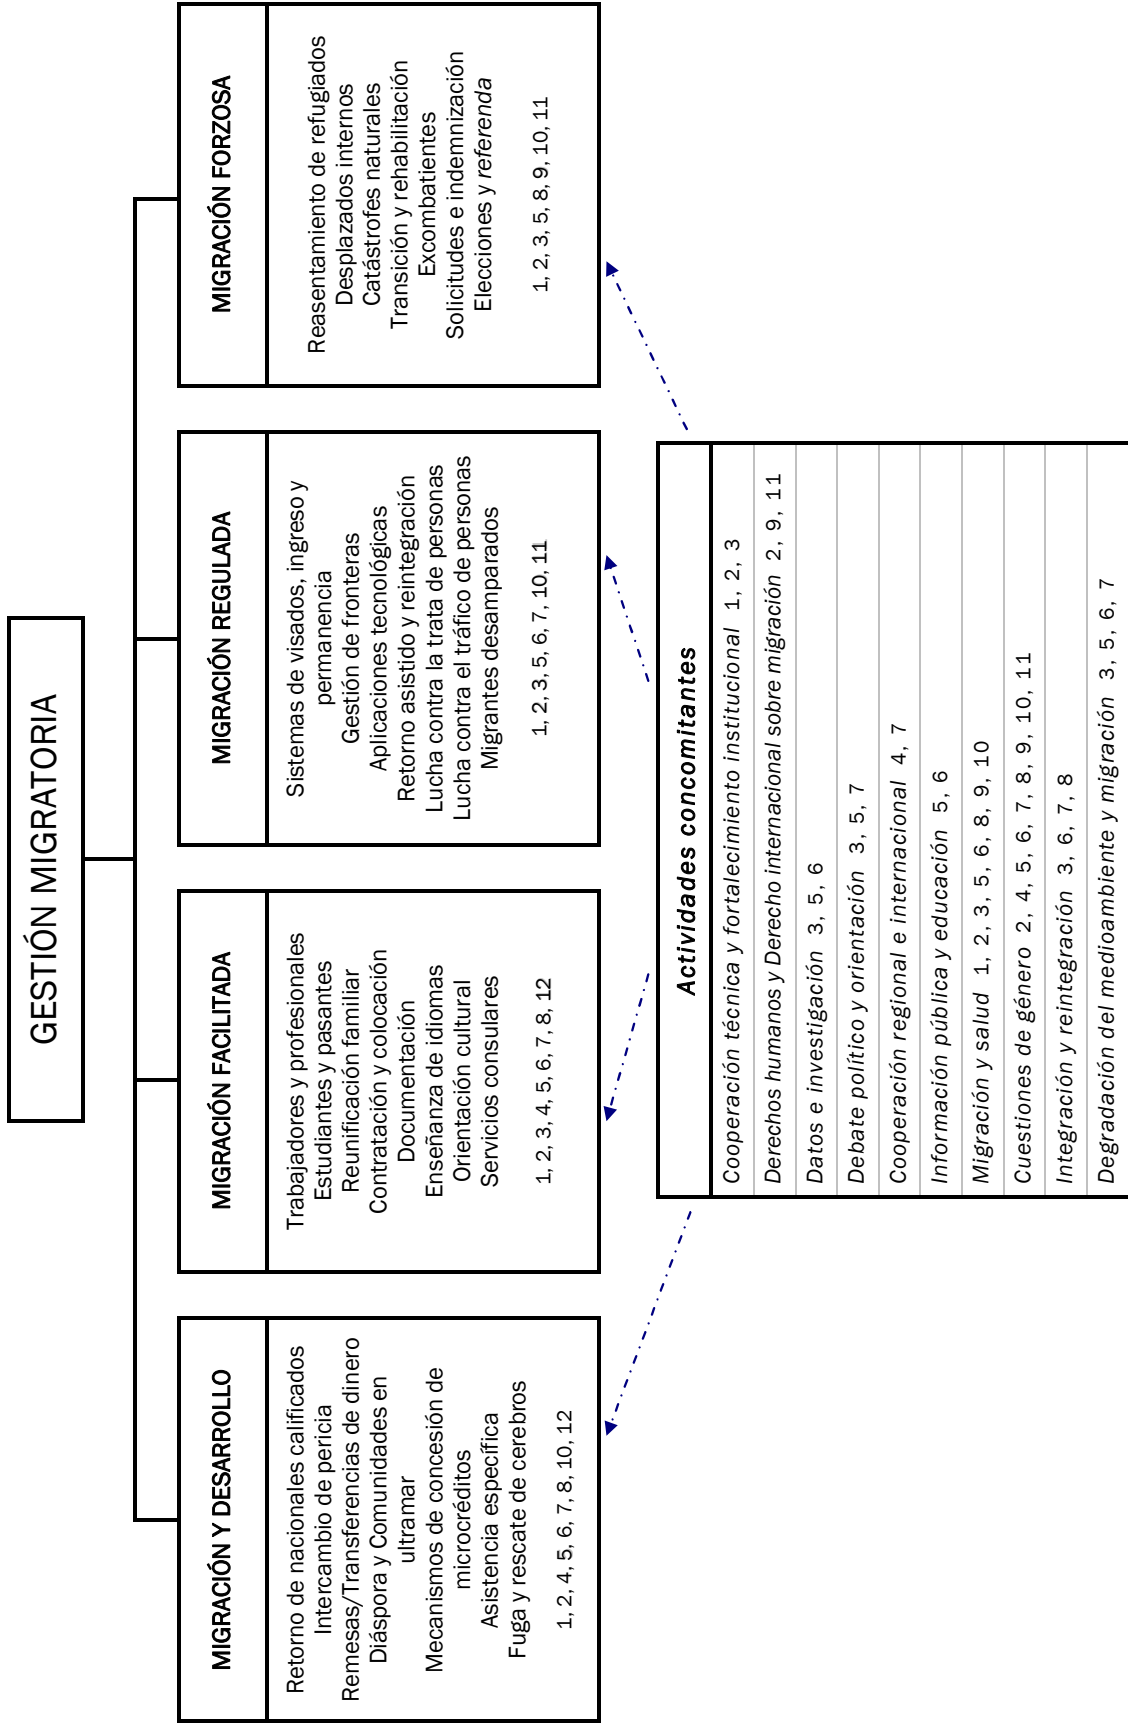 GESTIÓN MIGRATORIA
MIGRACIÓN Y DESARROLLO
Retorno de nacionales calificados
Intercambio de pericia
Remesas/Transferencias de dinero
Diáspora y Comunidades en
ultramar
Mecanismos de concesión de
microcréditos
Asistencia específica
Fuga y rescate de cerebros
1, 2, 4, 5, 6, 7, 8, 10, 12
MIGRACIÓN FACILITADA
Trabajadores y profesionales
Estudiantes y pasantes
Reunificación familiar
Contratación y colocación
Documentación
Enseñanza de idiomas
Orientación cultural
Servicios consulares
1, 2, 3, 4, 5, 6, 7, 8, 12
MIGRACIÓN REGULADA
Sistemas de visados, ingreso y
permanencia
Gestión de fronteras
Aplicaciones tecnológicas
Retorno asistido y reintegración
Lucha contra la trata de personas
Lucha contra el tráfico de personas
Migrantes desamparados
1, 2, 3, 5, 6, 7, 10, 11
MIGRACIÓN FORZOSA
Reasentamiento de refugiados
Desplazados internos
Catástrofes naturales
Transición y rehabilitación
Excombatientes
Solicitudes e indemnización
Elecciones y referenda
1, 2, 3, 5, 8, 9, 10, 11
Actividades concomitantes
Cooperación técnica y fortalecimiento institucional 1, 2, 3
Derechos humanos y Derecho internacional sobre migración 2, 9, 11
Datos e investigación 3, 5, 6
Debate político y orientación 3, 5, 7
Cooperación regional e internacional 4, 7
Información pública y educación 5, 6
Migración y salud 1, 2, 3, 5, 6, 8, 9, 10
Cuestiones de género 2, 4, 5, 6, 7, 8, 9, 10, 11
Integración y reintegración 3, 6, 7, 8
Degradación del medioambiente y migración 3, 5, 6, 7